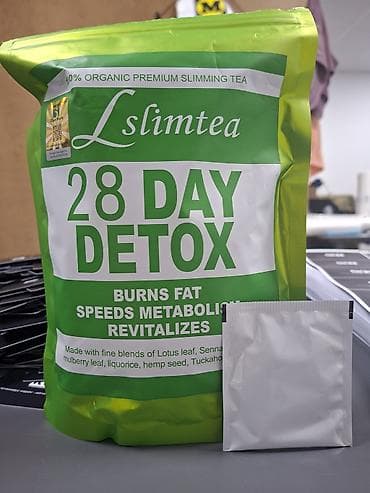 ORGANIC PREMIUM SLIMMING TEA
Lslimtea
28 DAY
DETOX
BURNS FAT
SPEEDS METABOLISM
REVITALIZES
Made with fine blends of Lotus leaf, Senna
mulberry leaf, liquorice, hemp seed, Tuckaho